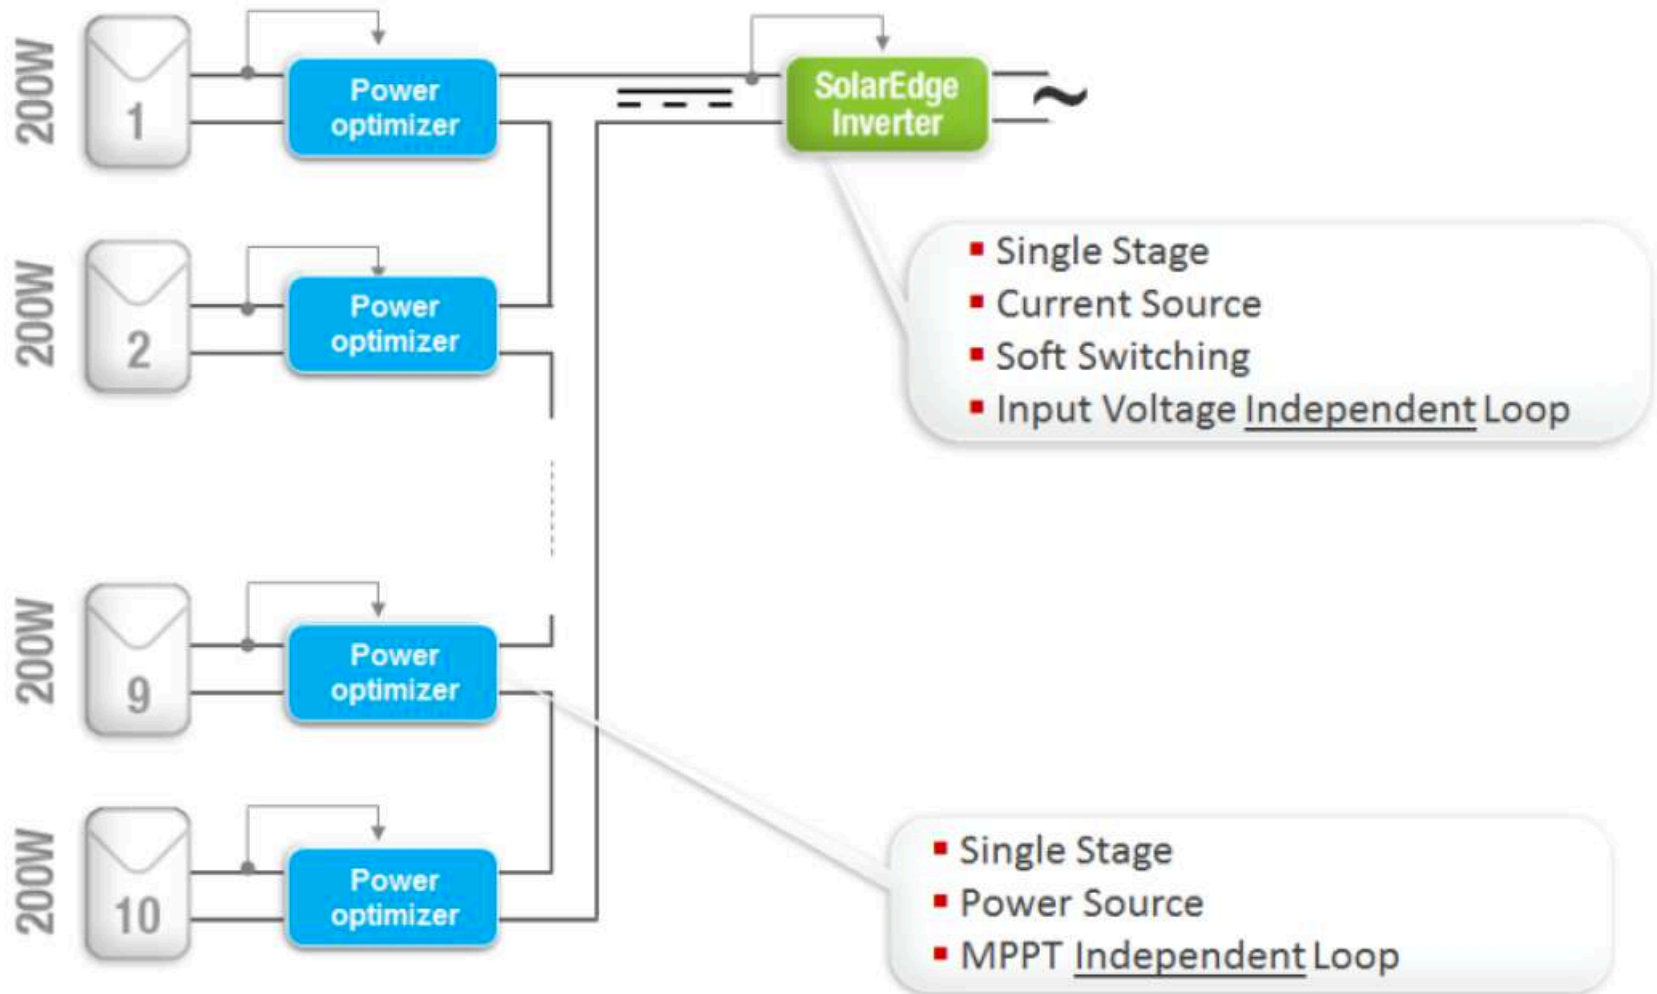 200W
1
Power
optimizer
SolarEdge
Inverter
~
200W
2
Power
optimizer
▪ Single Stage
▪ Current Source
▪ Soft Switching
▪ Input Voltage Independent Loop
200W
9
Power
optimizer
200W
10
Power
optimizer
▪ Single Stage
▪ Power Source
▪ MPPT Independent Loop